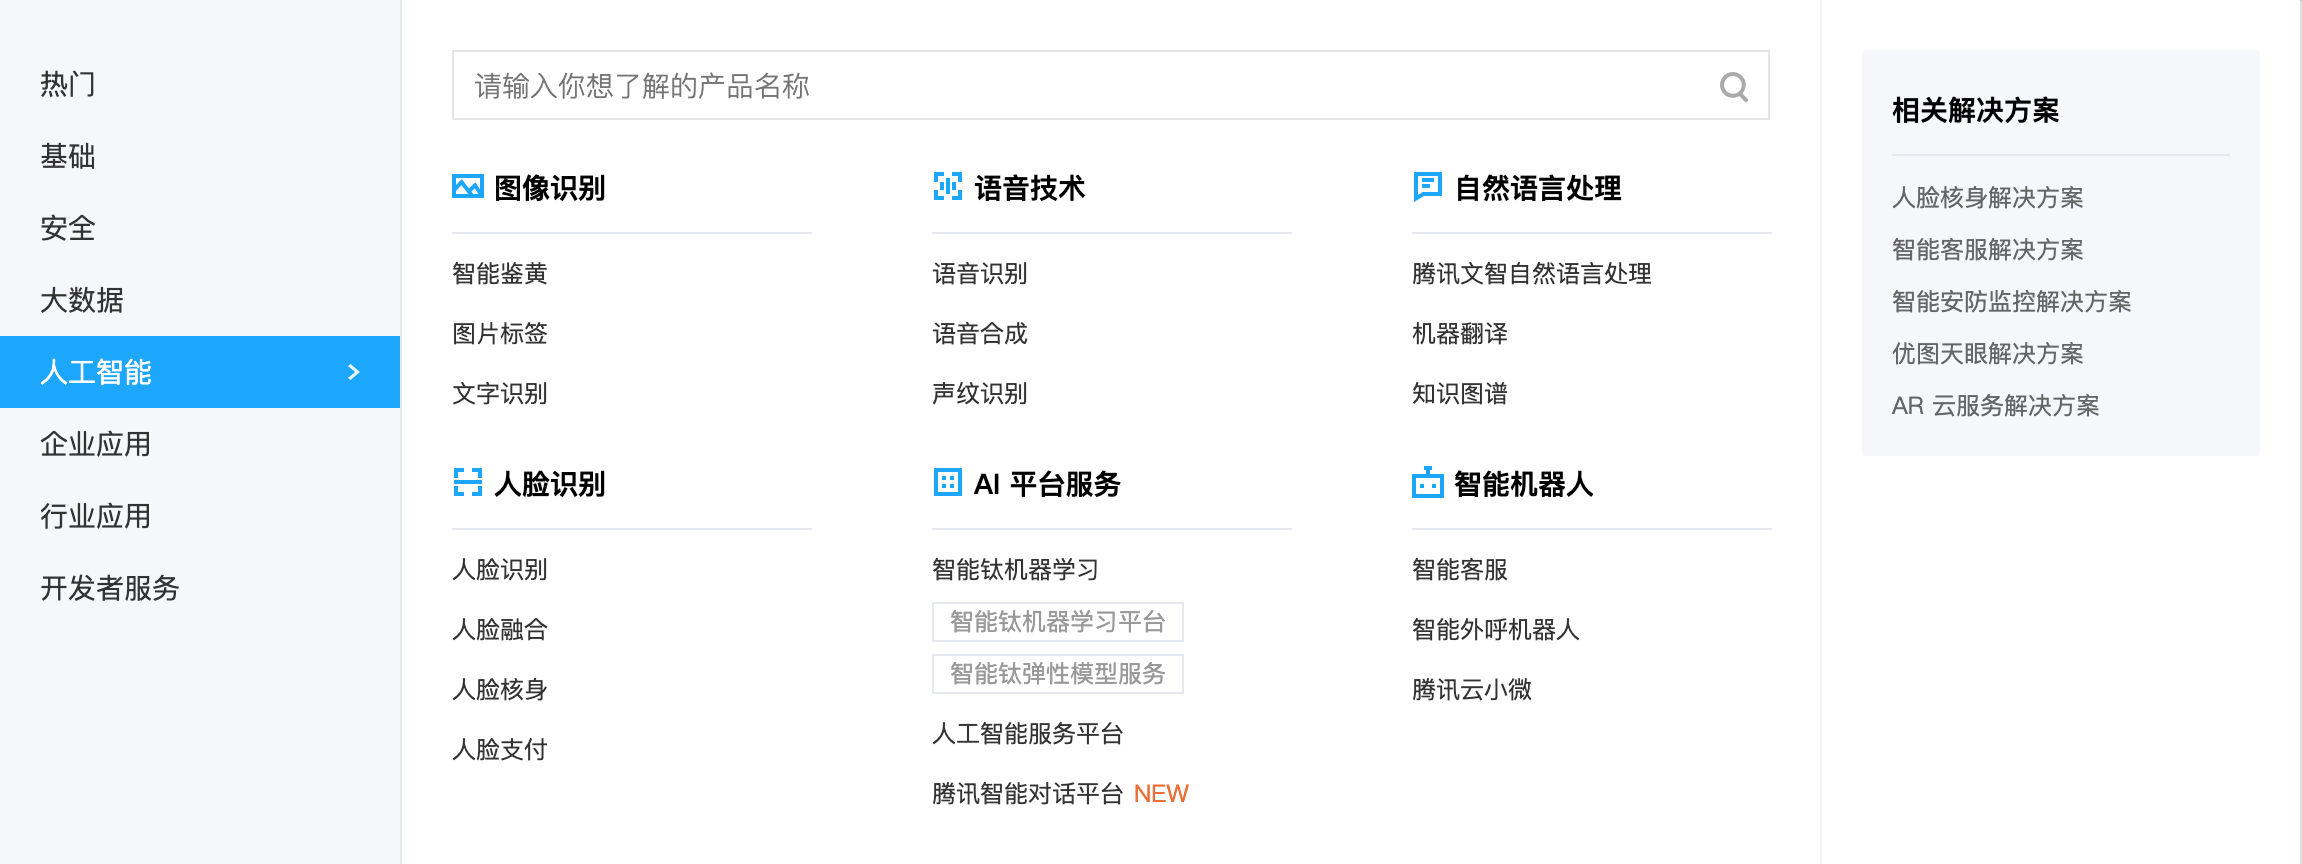 热门
基础
安全
大数据
人工智能
企业应用
行业应用
开发者服务
请输入你想了解的产品名称
图像识别
智能鉴黄
图片标签
文字识别
语音技术
语音识别
语音合成
声纹识别
自然语言处理
腾讯文智自然语言处理
机器翻译
知识图谱
人脸识别
人脸识别
人脸融合
人脸核身
人脸支付
AI 平台服务
智能钛机器学习
智能钛机器学习平台
智能钛弹性模型服务
人工智能服务平台
腾讯智能对话平台 NEW
智能机器人
智能客服
智能外呼机器人
腾讯云小微
相关解决方案
人脸核身解决方案
智能客服解决方案
智能安防监控解决方案
优图天眼解决方案
AR 云服务解决方案